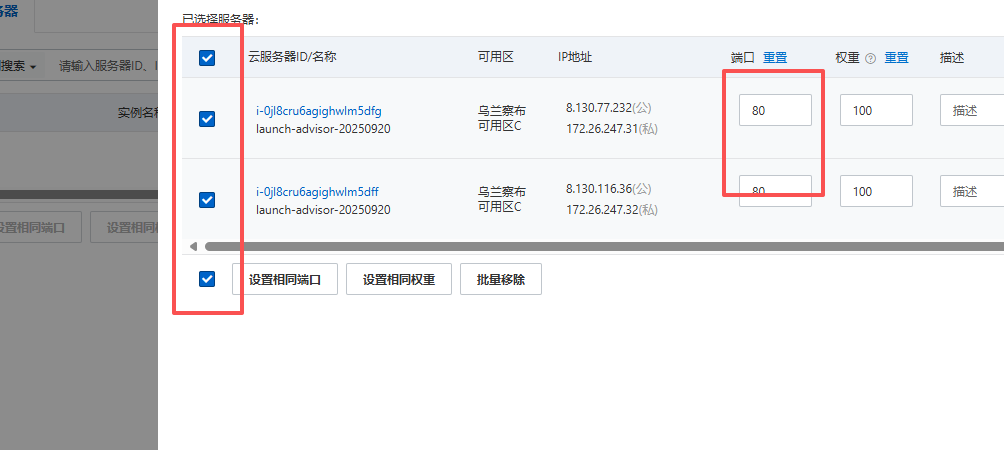 务器
已选择服务器：
搜索
请输入服务器ID、I
云服务器ID/名称
可用区
IP地址
端口 重置
权重 重置
描述
实例名称
i-0jl8cru6agighwlm5dfg
launch-advisor-20250920
乌兰察布
可用区C
8.130.77.232(公)
172.26.247.31(私)
80
100
描述
i-0jl8cru6agighwlm5dff
launch-advisor-20250920
乌兰察布
可用区C
8.130.116.36(公)
172.26.247.32(私)
80
100
描述
设置相同端口
设置相
设置相同端口
设置相同权重
批量移除